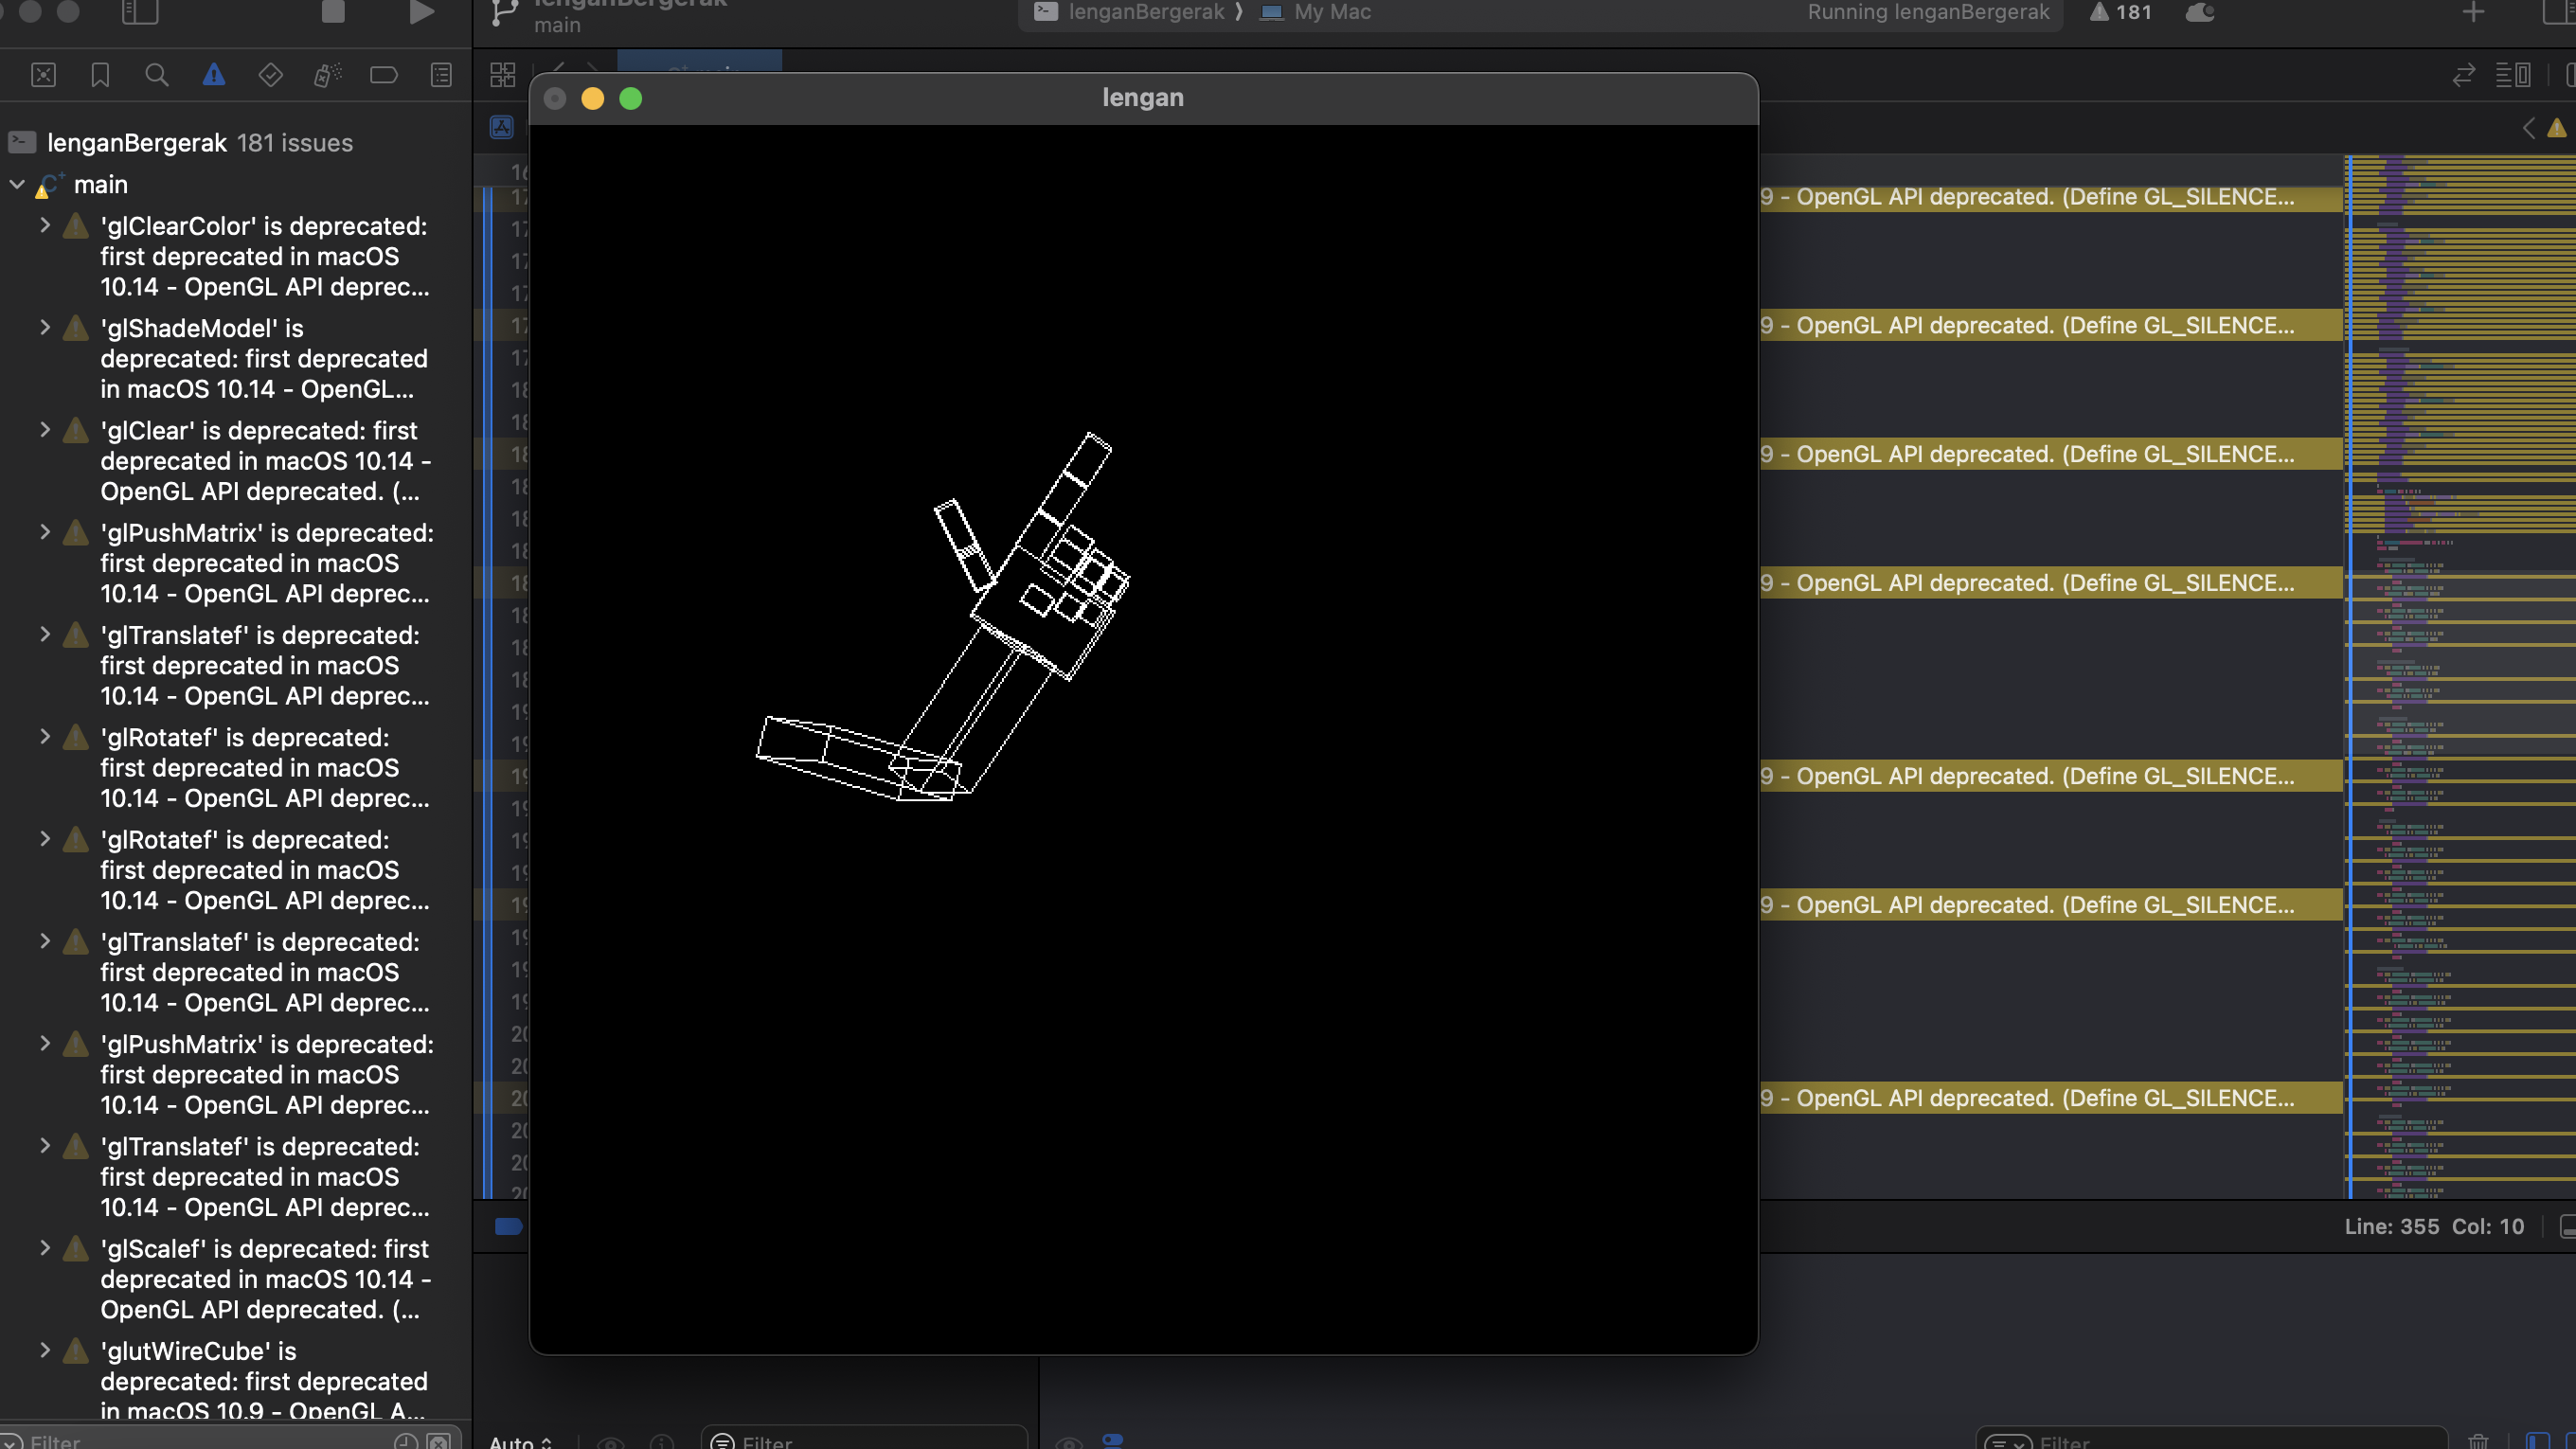 lenganBergerak
main
lenganBergerak ⟩ My Mac
Running lenganBergerak
181
lengan
lenganBergerak 181 issues
main
'glClearColor' is deprecated:
first deprecated in macOS
10.14 - OpenGL API deprec...
'glShadeModel' is
deprecated: first deprecated
in macOS 10.14 - OpenGL...
'glClear' is deprecated: first
deprecated in macOS 10.14 -
OpenGL API deprecated. (...
'glPushMatrix' is deprecated:
first deprecated in macOS
10.14 - OpenGL API deprec...
'glTranslatef' is deprecated:
first deprecated in macOS
10.14 - OpenGL API deprec...
'glRotatef' is deprecated:
first deprecated in macOS
10.14 - OpenGL API deprec...
'glRotatef' is deprecated:
first deprecated in macOS
10.14 - OpenGL API deprec...
'glTranslatef' is deprecated:
first deprecated in macOS
10.14 - OpenGL API deprec...
'glPushMatrix' is deprecated:
first deprecated in macOS
10.14 - OpenGL API deprec...
'glTranslatef' is deprecated:
first deprecated in macOS
10.14 - OpenGL API deprec...
'glScalef' is deprecated: first
deprecated in macOS 10.14 -
OpenGL API deprecated. (...
'glutWireCube' is
deprecated: first deprecated
in macOS 10.9 - OpenGL A...
Filter
9 - OpenGL API deprecated. (Define GL_SILENCE...
9 - OpenGL API deprecated. (Define GL_SILENCE...
9 - OpenGL API deprecated. (Define GL_SILENCE...
9 - OpenGL API deprecated. (Define GL_SILENCE...
9 - OpenGL API deprecated. (Define GL_SILENCE...
9 - OpenGL API deprecated. (Define GL_SILENCE...
9 - OpenGL API deprecated. (Define GL_SILENCE...
Line: 355 Col: 10
Auto
Filter
Filter